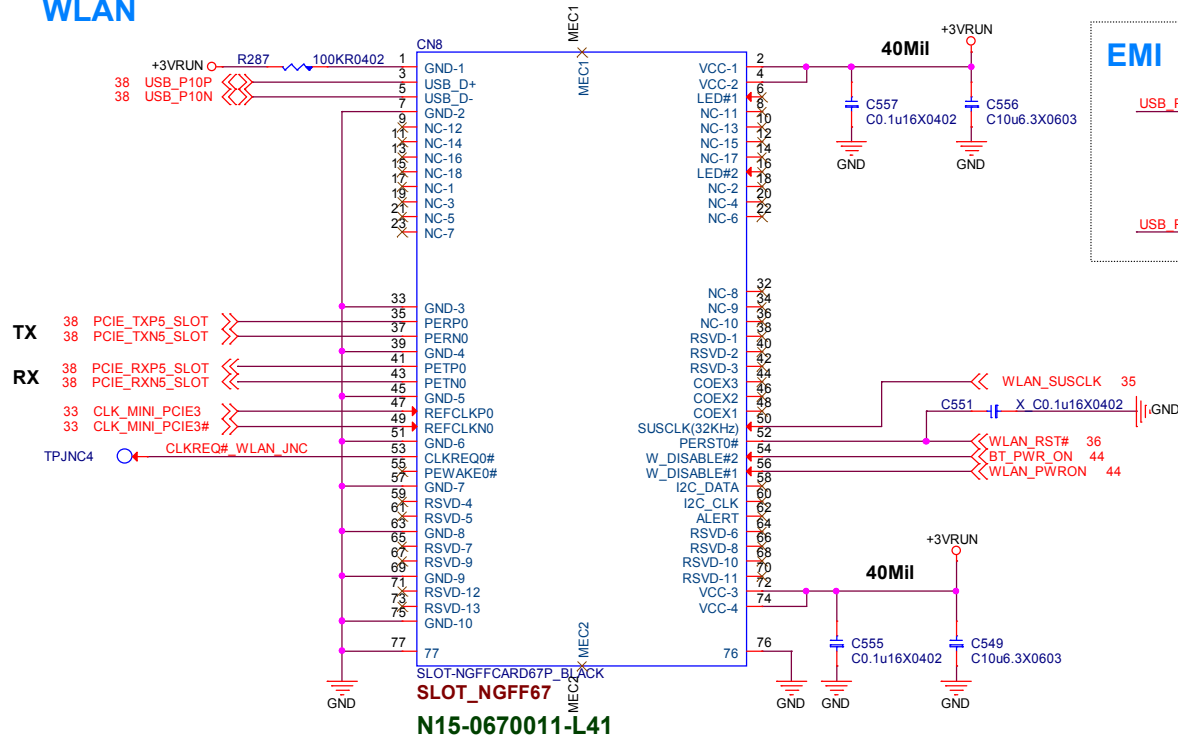 WLAN
MEC1
CN8
+3VRUN R287 100KR0402
38 USB_P10P
38 USB_P10N
1 GND-1
3 USB_D+
5 USB_D-
7 GND-2
9 NC-12
11 NC-14
13 NC-16
15 NC-18
17 NC-1
19 NC-3
21 NC-5
23 NC-7
33 GND-3
35 PERP0
37 PERN0
39 GND-4
41 PETP0
43 PETN0
45 GND-5
47 REFCLKP0
49 REFCLKN0
51 GND-6
53 CLKREQ0#
55 PEWAKE0#
57 GND-7
59 RSVD-4
61 RSVD-5
63 GND-8
65 RSVD-7
67 RSVD-9
69 GND-9
71 RSVD-12
73 RSVD-13
75 GND-10
77 77
TX
38 PCIE_TXP5_SLOT
38 PCIE_TXN5_SLOT
RX
38 PCIE_RXP5_SLOT
38 PCIE_RXN5_SLOT
33 CLK_MINI_PCIE3
33 CLK_MINI_PCIE3#
TPJNC4 CLKREQ#_WLAN_JNC
GND
MEC1
MEC2
VCC-1 2
VCC-2 4
LED#1 6
NC-11 8
NC-13 10
NC-15 12
NC-17 14
LED#2 16
NC-2 18
NC-4 20
NC-6 22
NC-8 32
NC-9 34
NC-10 36
RSVD-1 38
RSVD-2 40
RSVD-3 42
COEX3 44
COEX2 46
COEX1 48
SUSCLK(32KHz) 50
PERST0# 52
W_DISABLE#2 54
W_DISABLE#1 56
I2C_DATA 58
I2C_CLK 60
ALERT 62
RSVD-6 64
RSVD-8 66
RSVD-10 68
RSVD-11 70
VCC-3 72
VCC-4 74
76 76
+3VRUN
40Mil
C557
C0.1u16X0402
C556
C10u6.3X0603
GND
GND
EMI
USB_P
USB_P
WLAN_SUSCLK 35
C551 X_C0.1u16X0402 GND
WLAN_RST# 36
BT_PWR_ON 44
WLAN_PWRON 44
+3VRUN
40Mil
C555
C0.1u16X0402
C549
C10u6.3X0603
GND
GND
GND
SLOT-NGFFCARD67P_BLACK
MEC2
SLOT_NGFF67
N15-0670011-L41